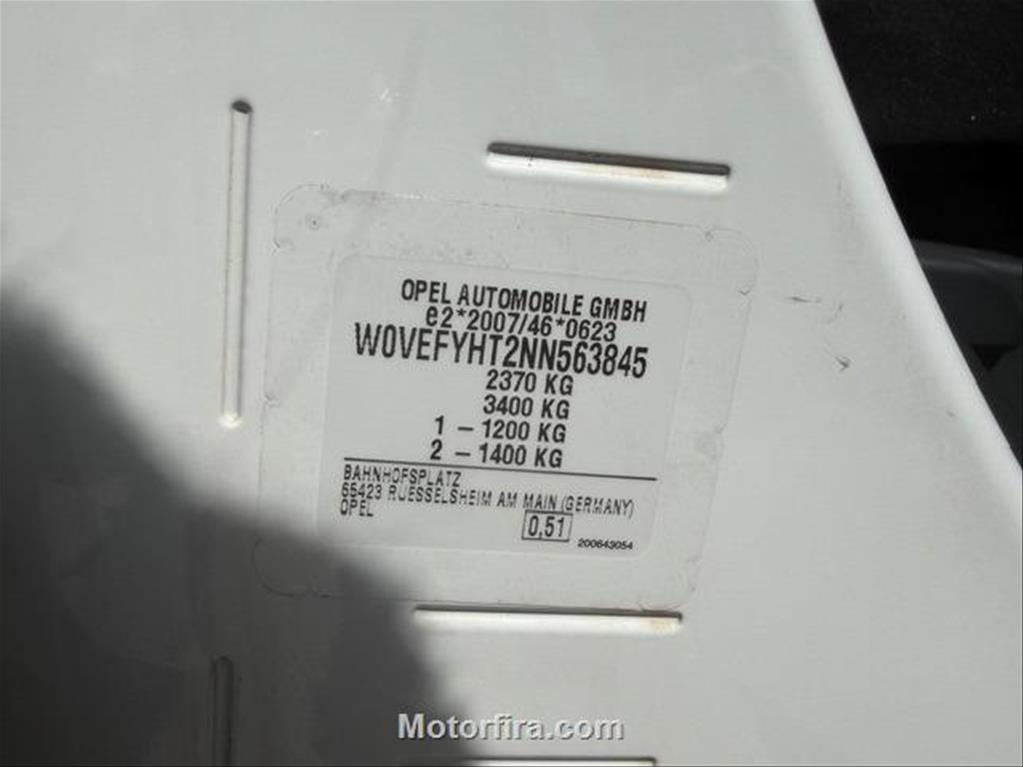 OPEL AUTOMOBILE GMBH
e2*2007/46*0623
W0VEFYHT2NN563845
2370 KG
3400 KG
1 – 1200 KG
2 – 1400 KG
BAHNHOFSPLATZ
65423 RUESSELSHEIM AM MAIN (GERMANY)
OPEL
0,51
200643054
Motorfira.com